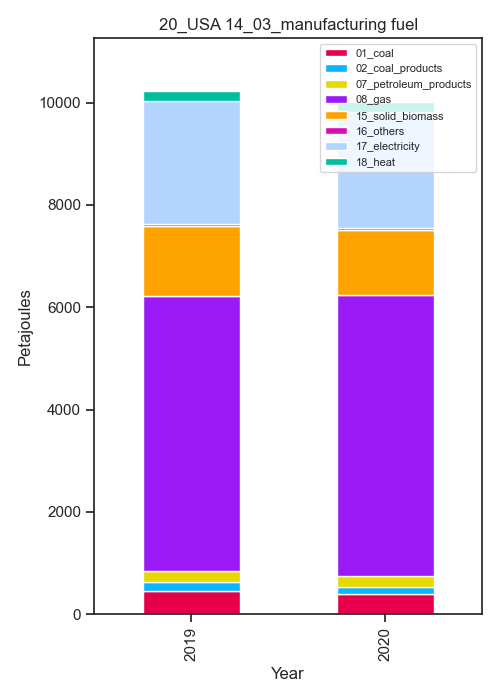 20_USA 14_03_manufacturing fuel
01_coal
02_coal_products
07_petroleum_products
08_gas
15_solid_biomass
16_others
17_electricity
18_heat
Petajoules
10000
8000
6000
4000
2000
0
2019
2020
Year